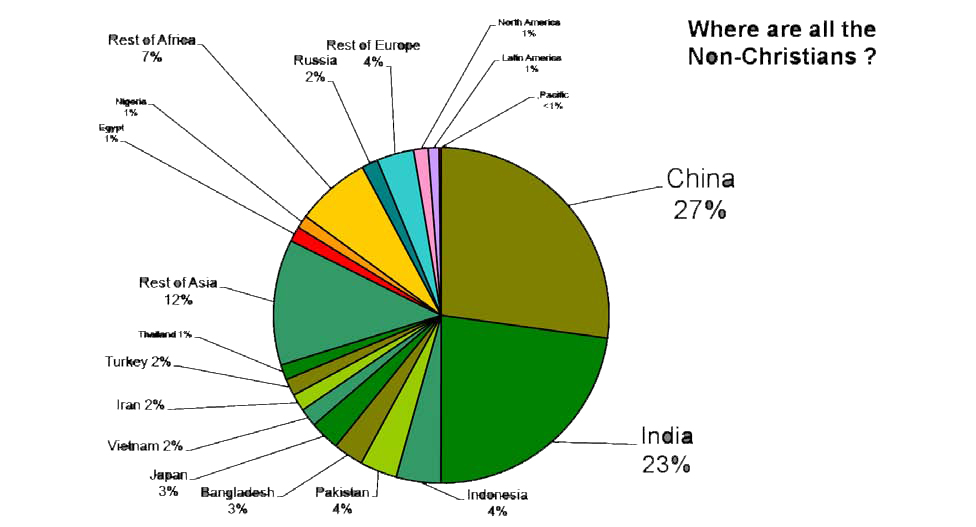 Where are all the
Non-Christians ?
North America
1%
Latin America
1%
Pacific
<1%
Rest of Europe
4%
Russia
2%
Rest of Africa
7%
Nigeria
1%
Egypt
1%
China
27%
Rest of Asia
12%
Thailand 1%
Turkey 2%
Iran 2%
Vietnam 2%
Japan
3%
Bangladesh
3%
Pakistan
4%
Indonesia
4%
India
23%